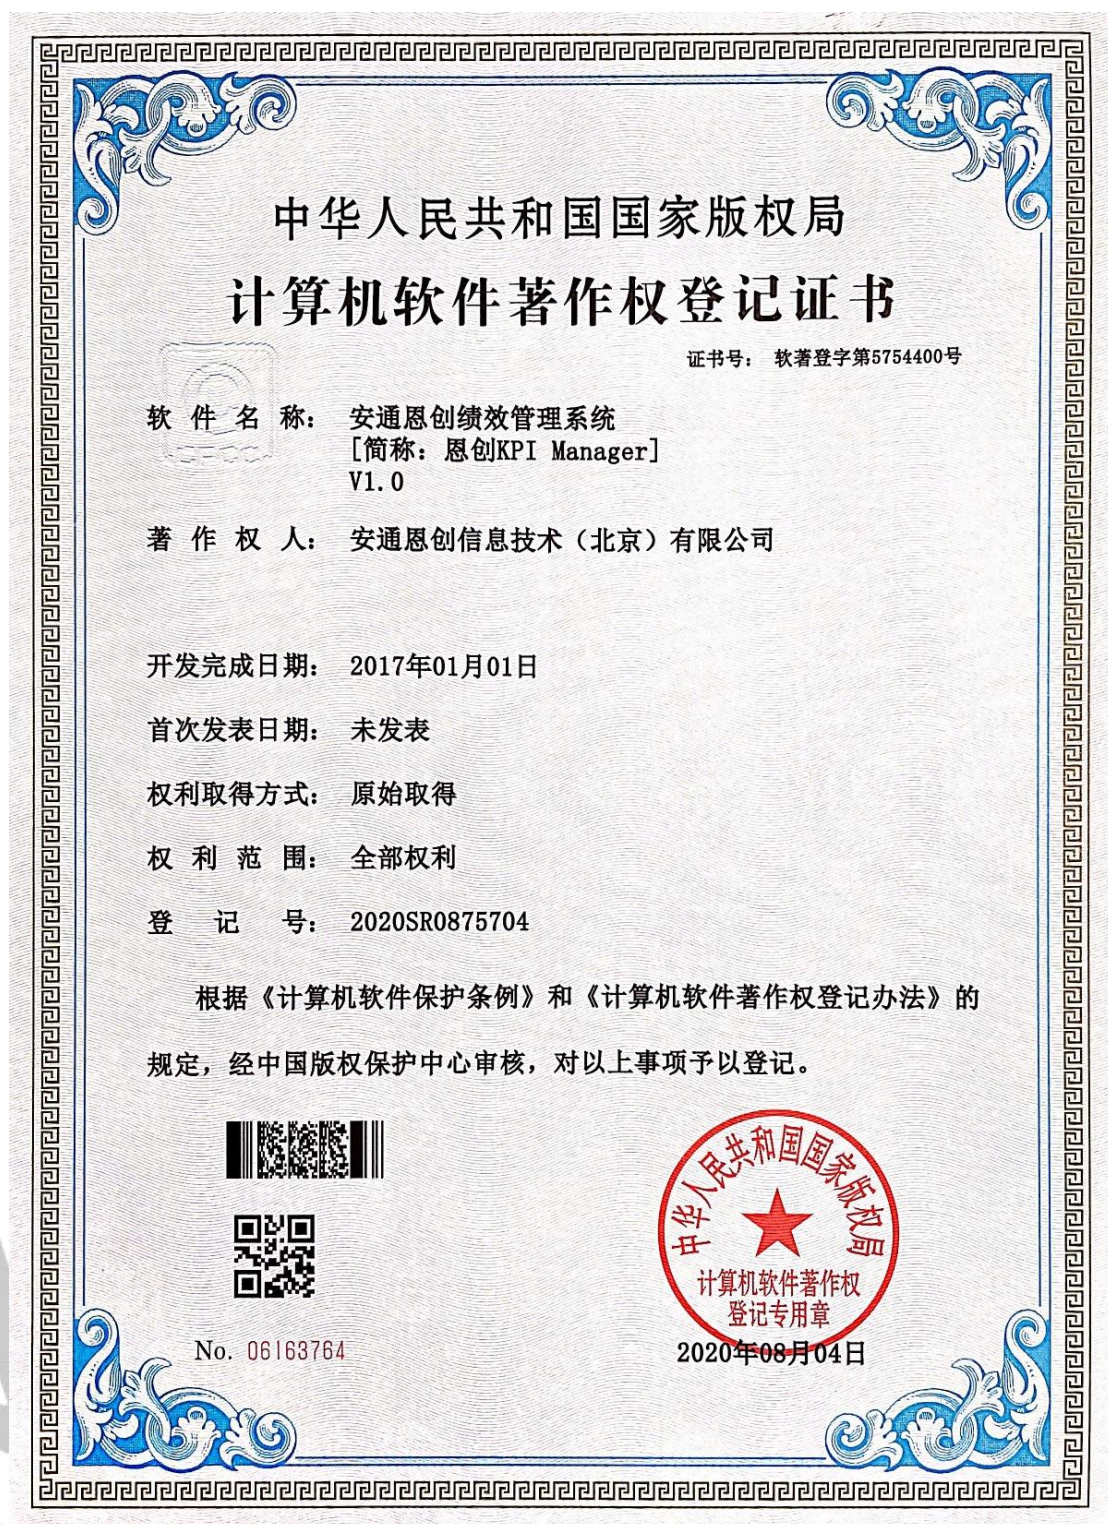 中华人民共和国国家版权局
计算机软件著作权登记证书
证书号： 软著登字第5754400号
软件名称： 安通恩创绩效管理系统
[简称：恩创KPI Manager]
V1.0
著作权人： 安通恩创信息技术（北京）有限公司
开发完成日期： 2017年01月01日
首次发表日期： 未发表
权利取得方式： 原始取得
权利范围： 全部权利
登记号： 2020SR0875704
根据《计算机软件保护条例》和《计算机软件著作权登记办法》的
规定，经中国版权保护中心审核，对以上事项予以登记。
中华人民共和国国家版权局
计算机软件著作权
登记专用章
No. 06163764
2020年08月04日